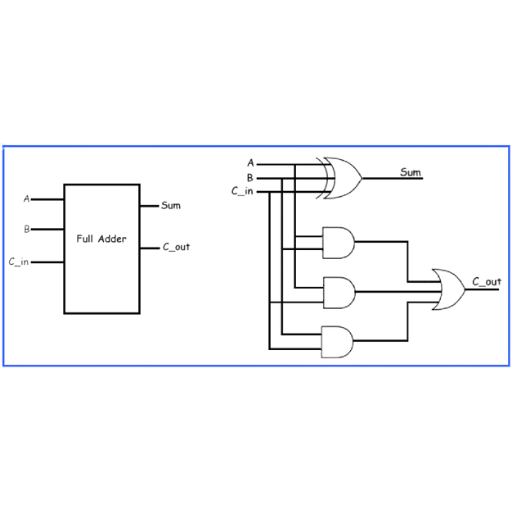 A
B
C_in
Full Adder
Sum
C_out
A
B
C_in
Sum
C_out